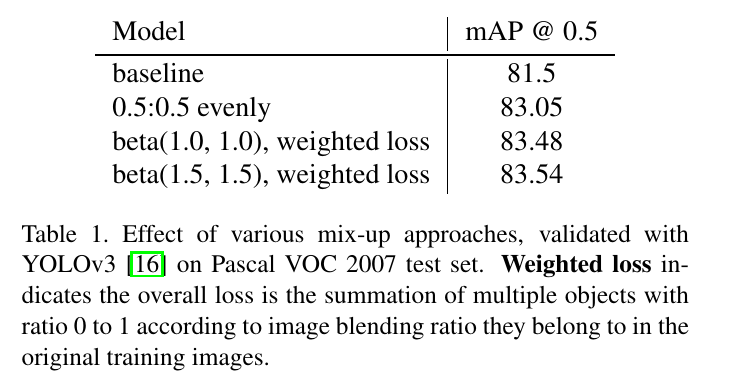 Model mAP @ 0.5
baseline 81.5
0.5:0.5 evenly 83.05
beta(1.0, 1.0), weighted loss 83.48
beta(1.5, 1.5), weighted loss 83.54
Table 1. Effect of various mix-up approaches, validated with
YOLOv3 [16] on Pascal VOC 2007 test set. Weighted loss in-
dicates the overall loss is the summation of multiple objects with
ratio 0 to 1 according to image blending ratio they belong to in the
original training images.